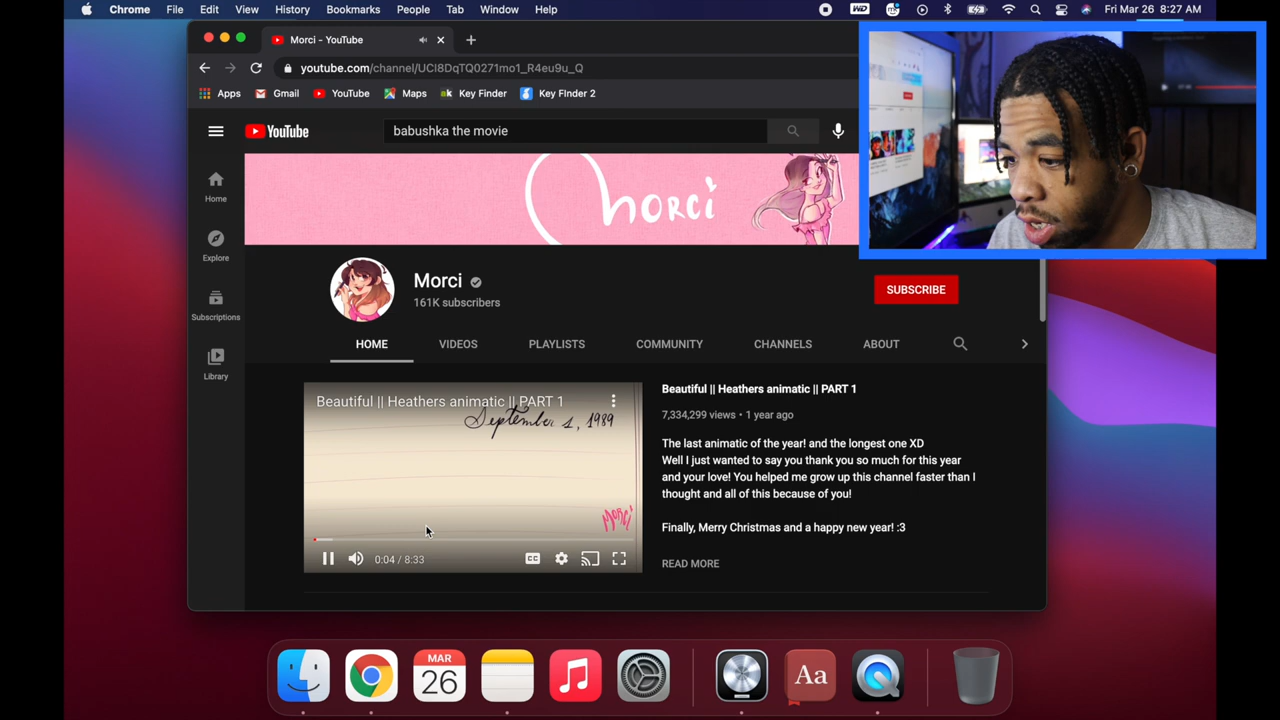 Chrome File Edit View History Bookmarks People Tab Window Help
WD
Fri Mar 26 8:27 AM
Morci - YouTube
youtube.com/channel/UCI8DqTQ0271mo1_R4eu9u_Q
Apps Gmail YouTube Maps ak Key Finder Key FInder 2
YouTube
babushka the movie
Home
Explore
Subscriptions
Library
Morci
Morci
161K subscribers
SUBSCRIBE
HOME VIDEOS PLAYLISTS COMMUNITY CHANNELS ABOUT
Beautiful || Heathers animatic || PART 1
September 1, 1989
MORCI
0:04 / 8:33
CC
Beautiful || Heathers animatic || PART 1
7,334,299 views • 1 year ago
The last animatic of the year! and the longest one XD
Well I just wanted to say you thank you so much for this year
and your love! You helped me grow up this channel faster than I
thought and all of this because of you!
Finally, Merry Christmas and a happy new year! :3
READ MORE
MAR
26
Aa